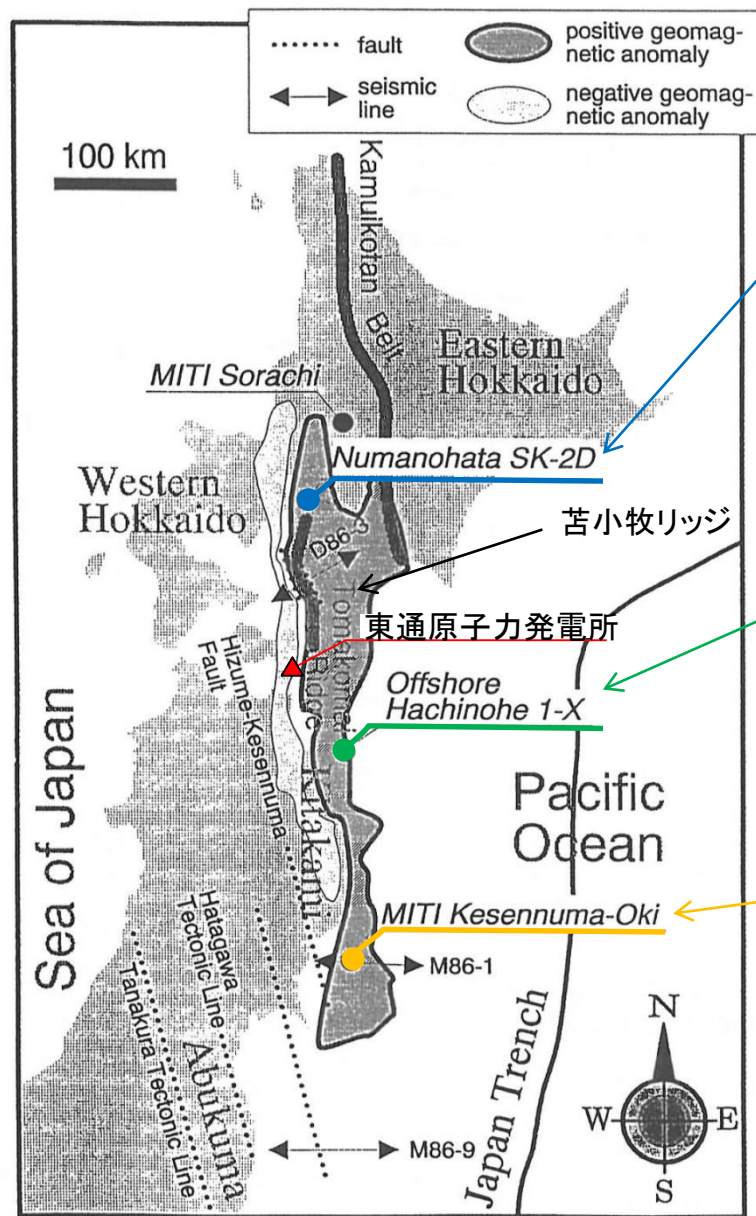 fault
positive geomag-
netic anomaly
seismic
line
negative geomag-
netic anomaly
100 km
Kamuikotan
Belt
Eastern
Hokkaido
MITI Sorachi
Numanohata SK-2D
Western
Hokkaido
D86-3
苫小牧リッジ
Tomakomai
Ridge
東通原子力発電所
Hizume-Kesennuma
Fault
Offshore
Hachinohe 1-X
Sea of Japan
Kitakami
Pacific
Ocean
MITI Kesennuma-Oki
M86-1
Hatagawa
Tectonic Line
Tanakura Tectonic Line
Abukuma
Japan Trench
M86-9
N
W
E
S